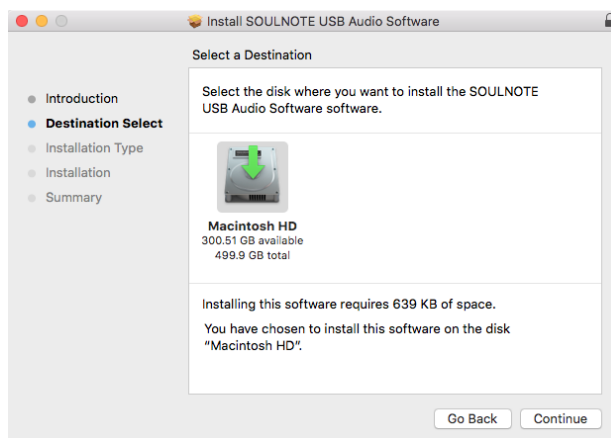 Install SOULNOTE USB Audio Software
Select a Destination
Introduction
Destination Select
Installation Type
Installation
Summary
Select the disk where you want to install the SOULNOTE
USB Audio Software software.
Macintosh HD
300.51 GB available
499.9 GB total
Installing this software requires 639 KB of space.
You have chosen to install this software on the disk
“Macintosh HD”.
Go Back
Continue